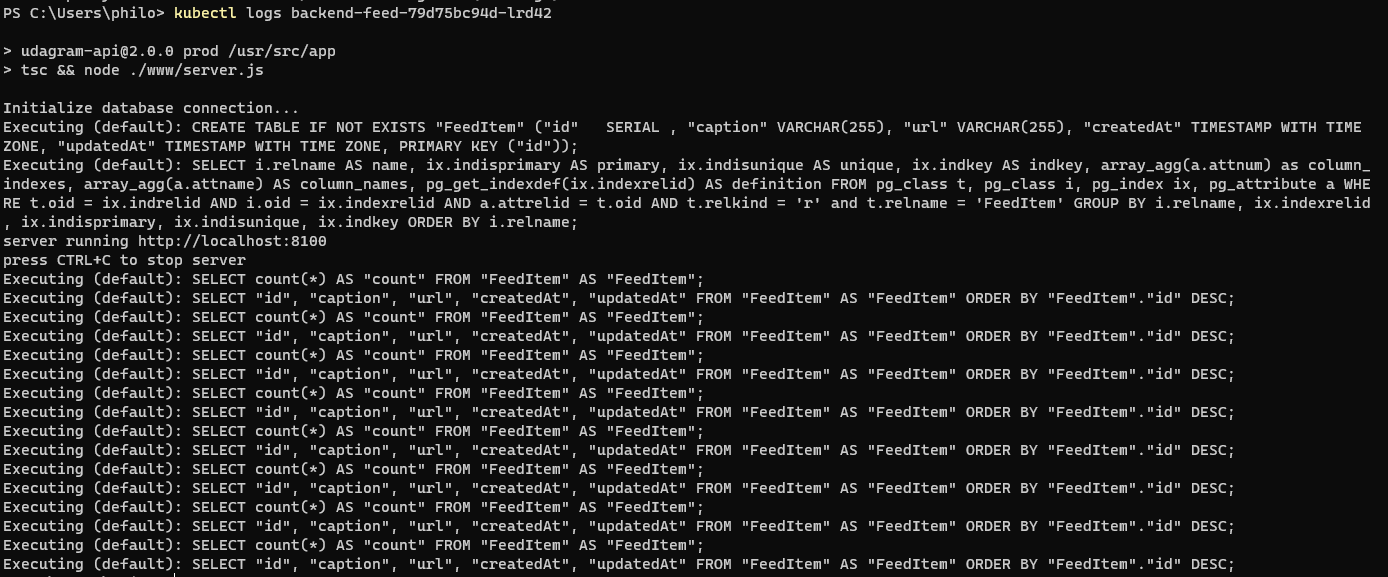 PS C:\Users\philo> kubectl logs backend-feed-79d75bc94d-lrd42
> udagram-api@2.0.0 prod /usr/src/app
> tsc && node ./www/server.js
Initialize database connection...
Executing (default): CREATE TABLE IF NOT EXISTS "FeedItem" ("id"   SERIAL , "caption" VARCHAR(255), "url" VARCHAR(255), "createdAt" TIMESTAMP WITH TIME
ZONE, "updatedAt" TIMESTAMP WITH TIME ZONE, PRIMARY KEY ("id"));
Executing (default): SELECT i.relname AS name, ix.indisprimary AS primary, ix.indisunique AS unique, ix.indkey AS indkey, array_agg(a.attnum) as column_
indexes, array_agg(a.attname) AS column_names, pg_get_indexdef(ix.indexrelid) AS definition FROM pg_class t, pg_class i, pg_index ix, pg_attribute a WHE
RE t.oid = ix.indrelid AND i.oid = ix.indexrelid AND a.attrelid = t.oid AND t.relkind = 'r' and t.relname = 'FeedItem' GROUP BY i.relname, ix.indexrelid
, ix.indisprimary, ix.indisunique, ix.indkey ORDER BY i.relname;
server running http://localhost:8100
press CTRL+C to stop server
Executing (default): SELECT count(*) AS "count" FROM "FeedItem" AS "FeedItem";
Executing (default): SELECT "id", "caption", "url", "createdAt", "updatedAt" FROM "FeedItem" AS "FeedItem" ORDER BY "FeedItem"."id" DESC;
Executing (default): SELECT count(*) AS "count" FROM "FeedItem" AS "FeedItem";
Executing (default): SELECT "id", "caption", "url", "createdAt", "updatedAt" FROM "FeedItem" AS "FeedItem" ORDER BY "FeedItem"."id" DESC;
Executing (default): SELECT count(*) AS "count" FROM "FeedItem" AS "FeedItem";
Executing (default): SELECT "id", "caption", "url", "createdAt", "updatedAt" FROM "FeedItem" AS "FeedItem" ORDER BY "FeedItem"."id" DESC;
Executing (default): SELECT count(*) AS "count" FROM "FeedItem" AS "FeedItem";
Executing (default): SELECT "id", "caption", "url", "createdAt", "updatedAt" FROM "FeedItem" AS "FeedItem" ORDER BY "FeedItem"."id" DESC;
Executing (default): SELECT count(*) AS "count" FROM "FeedItem" AS "FeedItem";
Executing (default): SELECT "id", "caption", "url", "createdAt", "updatedAt" FROM "FeedItem" AS "FeedItem" ORDER BY "FeedItem"."id" DESC;
Executing (default): SELECT count(*) AS "count" FROM "FeedItem" AS "FeedItem";
Executing (default): SELECT "id", "caption", "url", "createdAt", "updatedAt" FROM "FeedItem" AS "FeedItem" ORDER BY "FeedItem"."id" DESC;
Executing (default): SELECT count(*) AS "count" FROM "FeedItem" AS "FeedItem";
Executing (default): SELECT "id", "caption", "url", "createdAt", "updatedAt" FROM "FeedItem" AS "FeedItem" ORDER BY "FeedItem"."id" DESC;
Executing (default): SELECT count(*) AS "count" FROM "FeedItem" AS "FeedItem";
Executing (default): SELECT "id", "caption", "url", "createdAt", "updatedAt" FROM "FeedItem" AS "FeedItem" ORDER BY "FeedItem"."id" DESC;